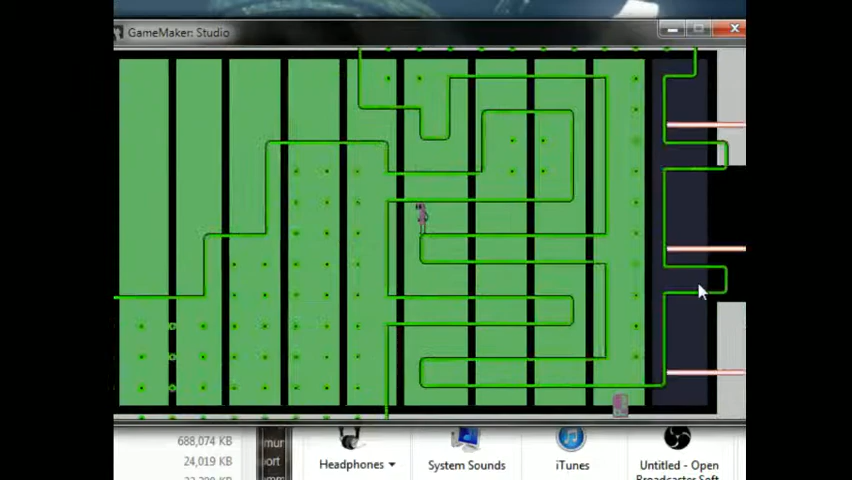 GameMaker: Studio
688,074 KB
24,019 KB
Headphones
System Sounds
iTunes
Untitled - Open